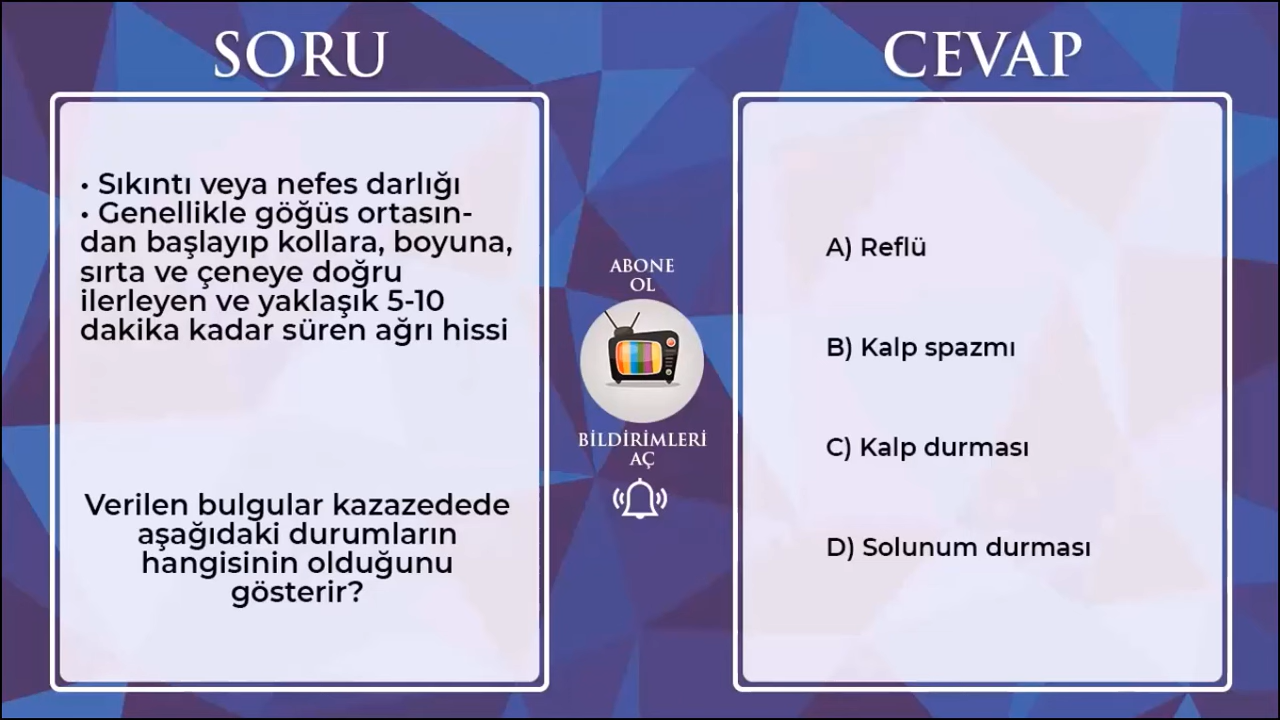 SORU
• Sıkıntı veya nefes darlığı
• Genellikle göğüs ortasın-
dan başlayıp kollara, boyuna,
sırta ve çeneye doğru
ilerleyen ve yaklaşık 5-10
dakika kadar süren ağrı hissi
Verilen bulgular kazazedede
aşağıdaki durumların
hangisinin olduğunu
gösterir?
ABONE
OL
BİLDİRİMLERİ
AÇ
CEVAP
A) Reflü
B) Kalp spazmı
C) Kalp durması
D) Solunum durması